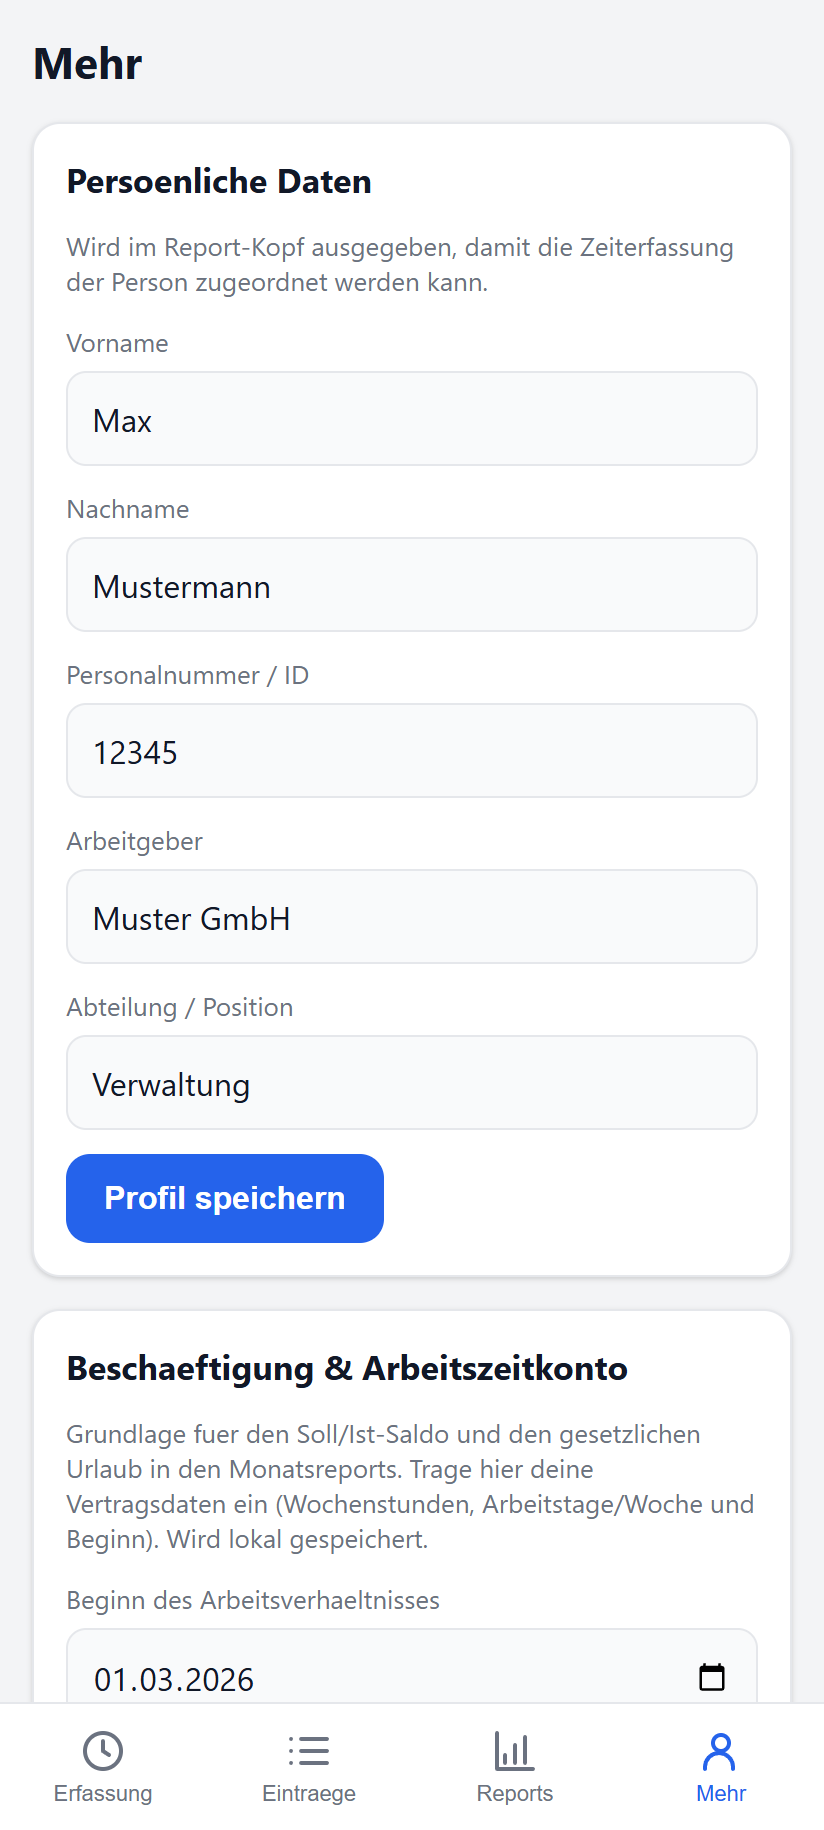 Mehr
Persoenliche Daten
Wird im Report-Kopf ausgegeben, damit die Zeiterfassung
der Person zugeordnet werden kann.
Vorname
Max
Nachname
Mustermann
Personalnummer / ID
12345
Arbeitgeber
Muster GmbH
Abteilung / Position
Verwaltung
Profil speichern
Beschaeftigung & Arbeitszeitkonto
Grundlage fuer den Soll/Ist-Saldo und den gesetzlichen
Urlaub in den Monatsreports. Trage hier deine
Vertragsdaten ein (Wochenstunden, Arbeitstage/Woche und
Beginn). Wird lokal gespeichert.
Beginn des Arbeitsverhaeltnisses
01.03.2026
Erfassung
Eintraege
Reports
Mehr